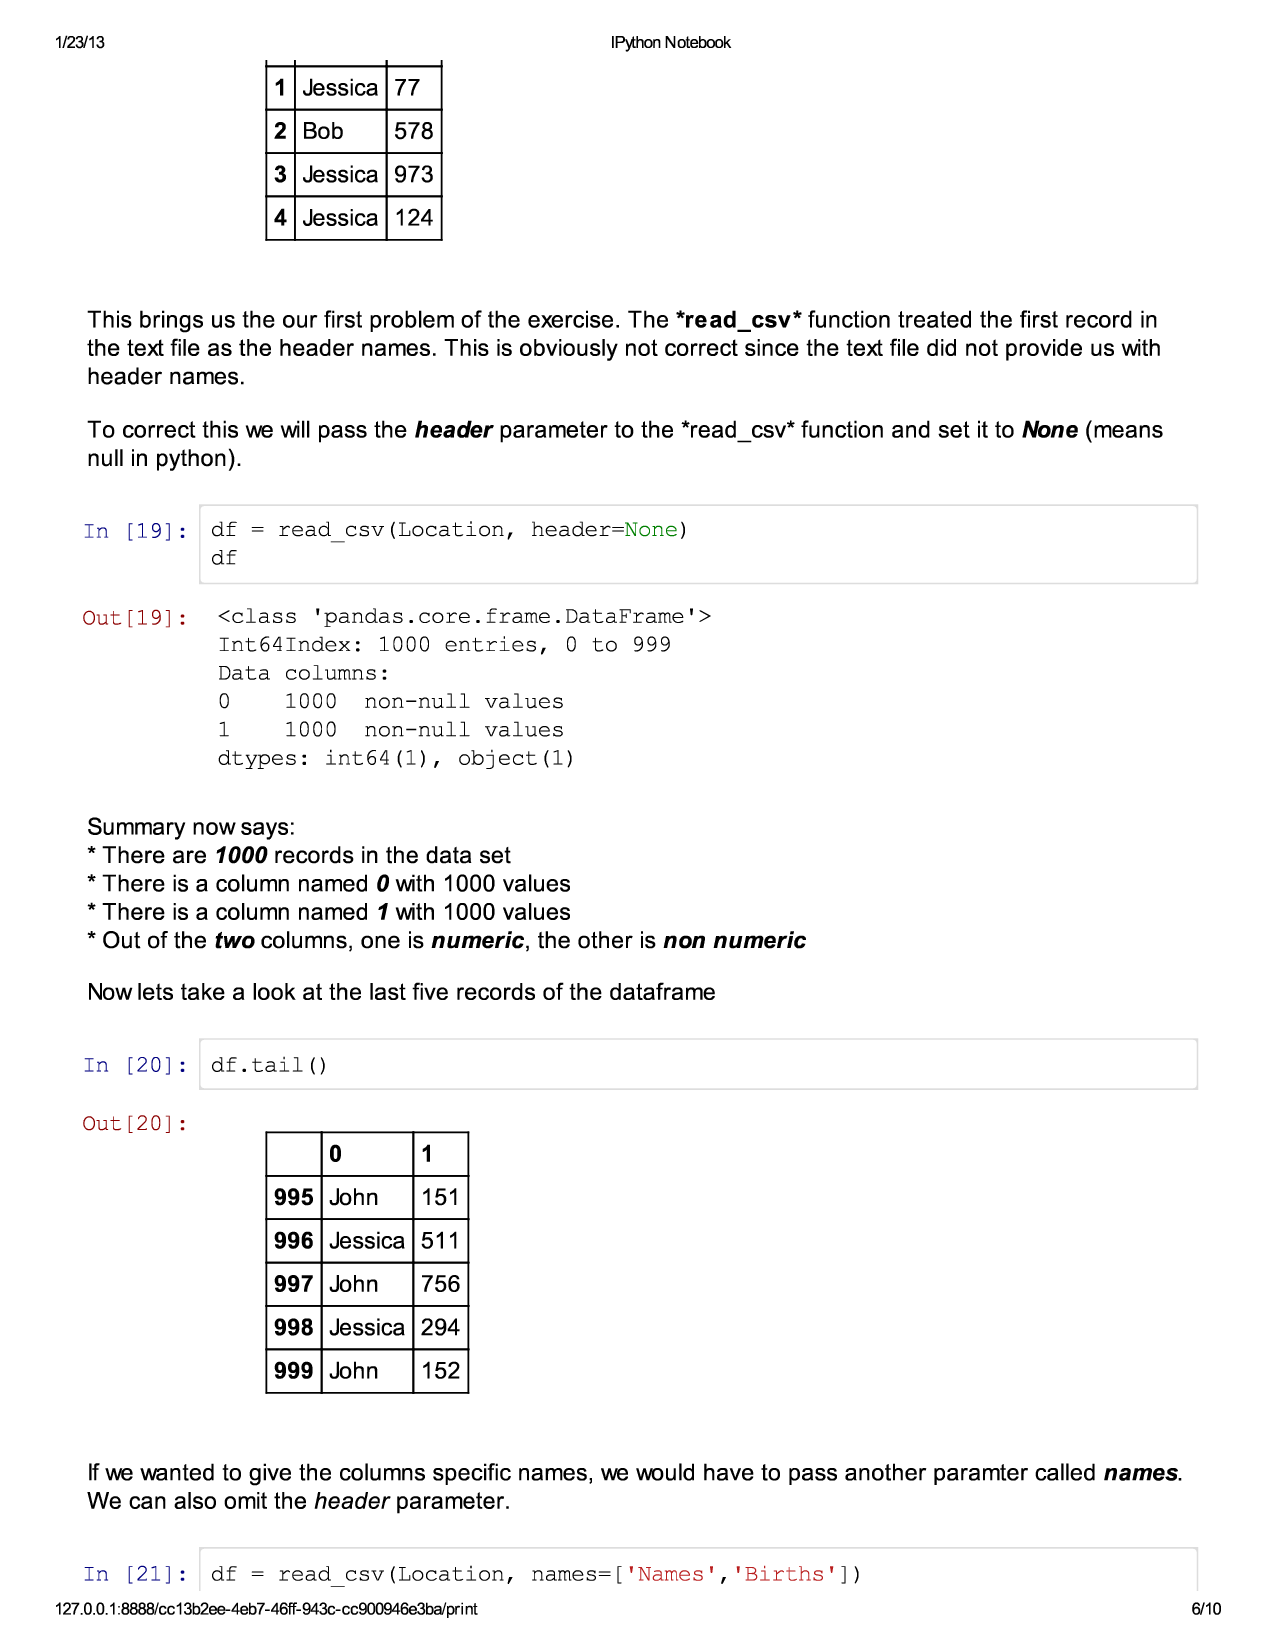 1/23/13 IPython Notebook
1 Jessica 77
2 Bob 578
3 Jessica 973
4 Jessica 124
This brings us the our first problem of the exercise. The *read_csv* function treated the first record in
the text file as the header names. This is obviously not correct since the text file did not provide us with
header names.
To correct this we will pass the header parameter to the *read_csv* function and set it to None (means
null in python).
In [19]: df = read_csv(Location, header=None)
df
Out[19]: <class 'pandas.core.frame.DataFrame'>
Int64Index: 1000 entries, 0 to 999
Data columns:
0    1000  non-null values
1    1000  non-null values
dtypes: int64(1), object(1)
Summary now says:
* There are 1000 records in the data set
* There is a column named 0 with 1000 values
* There is a column named 1 with 1000 values
* Out of the two columns, one is numeric, the other is non numeric
Now lets take a look at the last five records of the dataframe
In [20]: df.tail()
Out[20]:
0 1
995 John 151
996 Jessica 511
997 John 756
998 Jessica 294
999 John 152
If we wanted to give the columns specific names, we would have to pass another paramter called names.
We can also omit the header parameter.
In [21]: df = read_csv(Location, names=['Names','Births'])
127.0.0.1:8888/cc13b2ee-4eb7-46ff-943c-cc900946e3ba/print 6/10